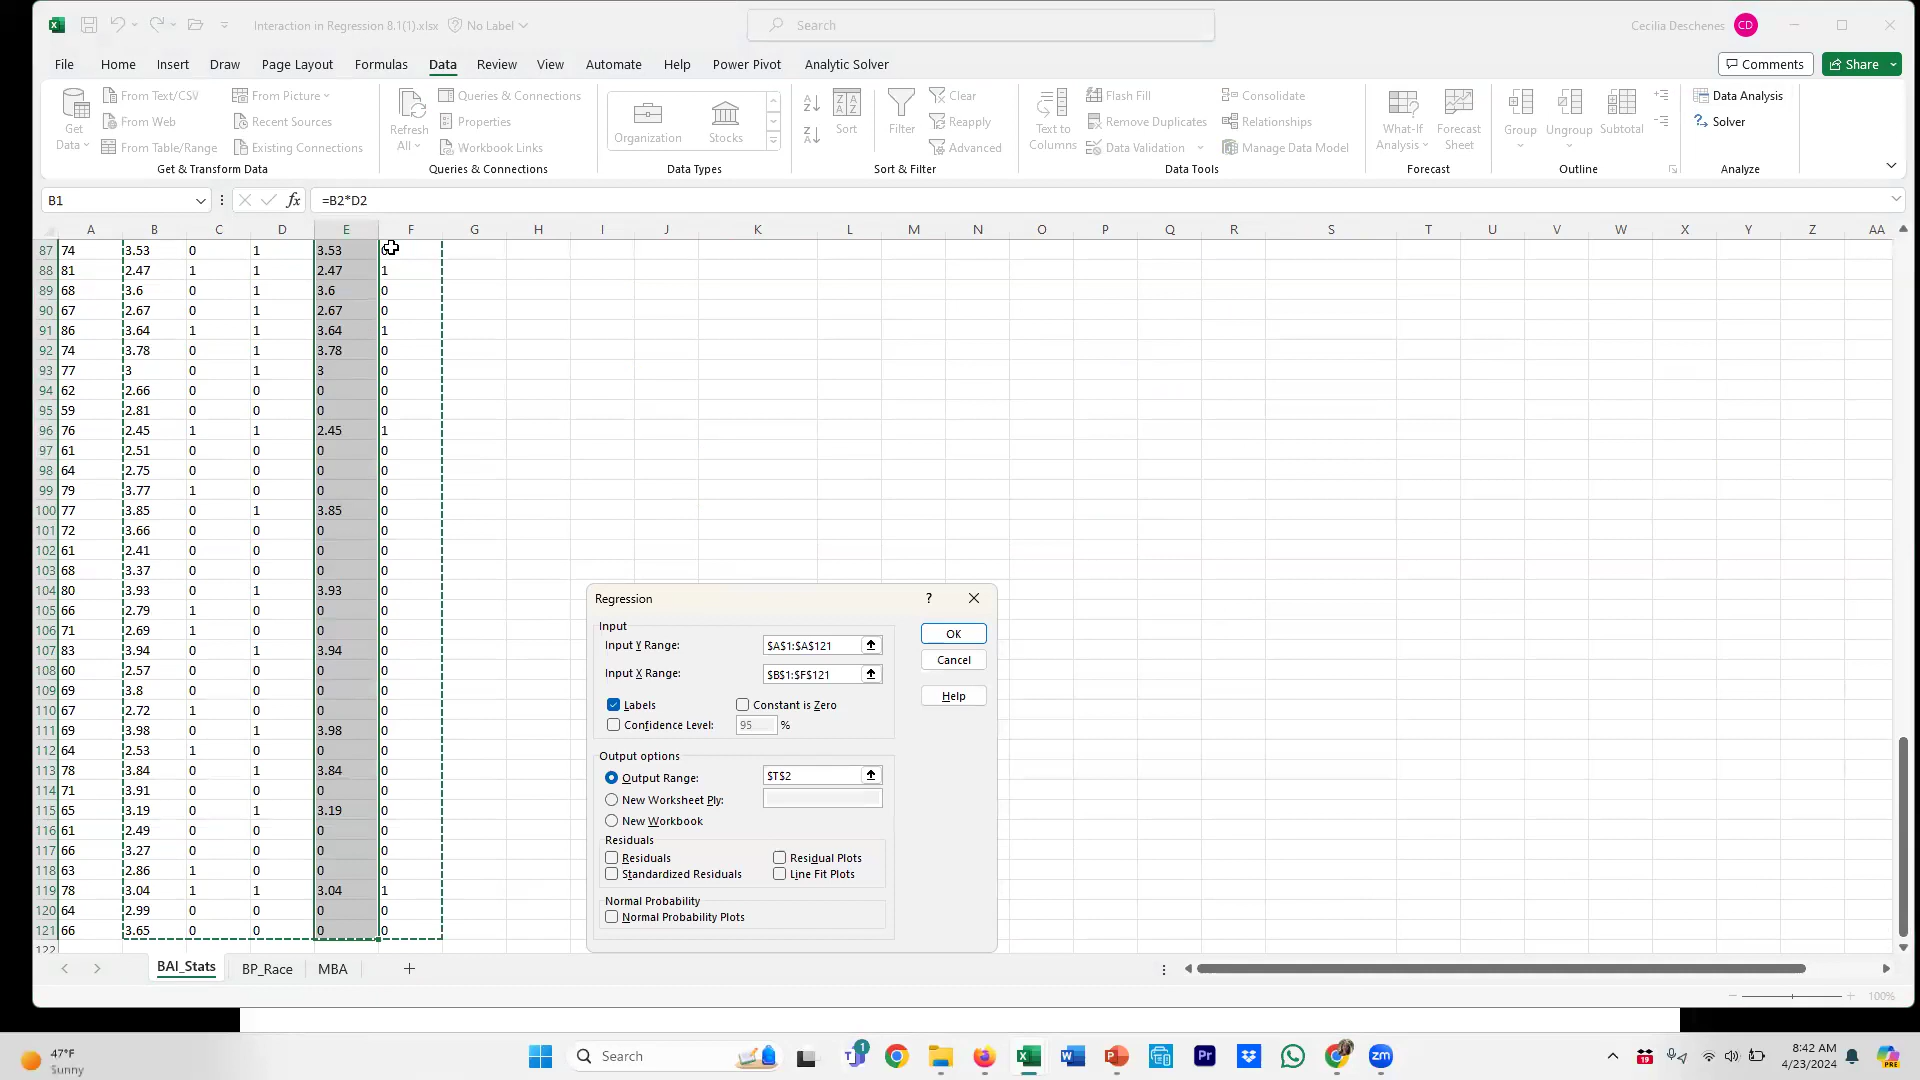 Interaction in Regression 8.1(1).xlsx No Label Search Cecilia Deschenes CD
File Home Insert Draw Page Layout Formulas Data Review View Automate Help Power Pivot Analytic Solver Comments Share
Get Data From Text/CSV From Web From Table/Range From Picture Recent Sources Existing Connections
Get & Transform Data
Refresh All Queries & Connections Properties Workbook Links
Queries & Connections
Organization Stocks
Data Types
Sort Filter Clear Reapply Advanced
Sort & Filter
Text to Columns Flash Fill Remove Duplicates Data Validation Consolidate Relationships Manage Data Model
Data Tools
What-If Analysis Forecast Sheet
Forecast
Group Ungroup Subtotal
Outline
Data Analysis Solver
Analyze
B1 fx =B2*D2
A B C D E F G H I J K L M N O P Q R S T U V W X Y Z AA
87 74 3.53 0 1 3.53
88 81 2.47 1 1 2.47 1
89 68 3.6 0 1 3.6 0
90 67 2.67 0 1 2.67 0
91 86 3.64 1 1 3.64 1
92 74 3.78 0 1 3.78 0
93 77 3 0 1 3 0
94 62 2.66 0 0 0 0
95 59 2.81 0 0 0 0
96 76 2.45 1 1 2.45 1
97 61 2.51 0 0 0 0
98 64 2.75 0 0 0 0
99 79 3.77 1 0 0 0
100 77 3.85 0 1 3.85 0
101 72 3.66 0 0 0 0
102 61 2.41 0 0 0 0
103 68 3.37 0 0 0 0
104 80 3.93 0 1 3.93 0
105 66 2.79 1 0 0 0
106 71 2.69 1 0 0 0
107 83 3.94 0 1 3.94 0
108 60 2.57 0 0 0 0
109 69 3.8 0 0 0 0
110 67 2.72 1 0 0 0
111 69 3.98 0 1 3.98 0
112 64 2.53 1 0 0 0
113 78 3.84 0 1 3.84 0
114 71 3.91 0 0 0 0
115 65 3.19 0 1 3.19 0
116 61 2.49 0 0 0 0
117 66 3.27 0 0 0 0
118 63 2.86 1 0 0 0
119 78 3.04 1 1 3.04 1
120 64 2.99 0 0 0 0
121 66 3.65 0 0 0 0
122
Regression ?
Input
Input Y Range: $A$1:$A$121 OK
Input X Range: $B$1:$F$121 Cancel
Help
Labels Constant is Zero
Confidence Level: 95 %
Output options
Output Range: $T$2
New Worksheet Ply:
New Workbook
Residuals
Residuals Residual Plots
Standardized Residuals Line Fit Plots
Normal Probability
Normal Probability Plots
BAI_Stats BP_Race MBA
100%
47°F
Sunny
Search
1
Pr
zm
19
8:42 AM
4/23/2024
PRE